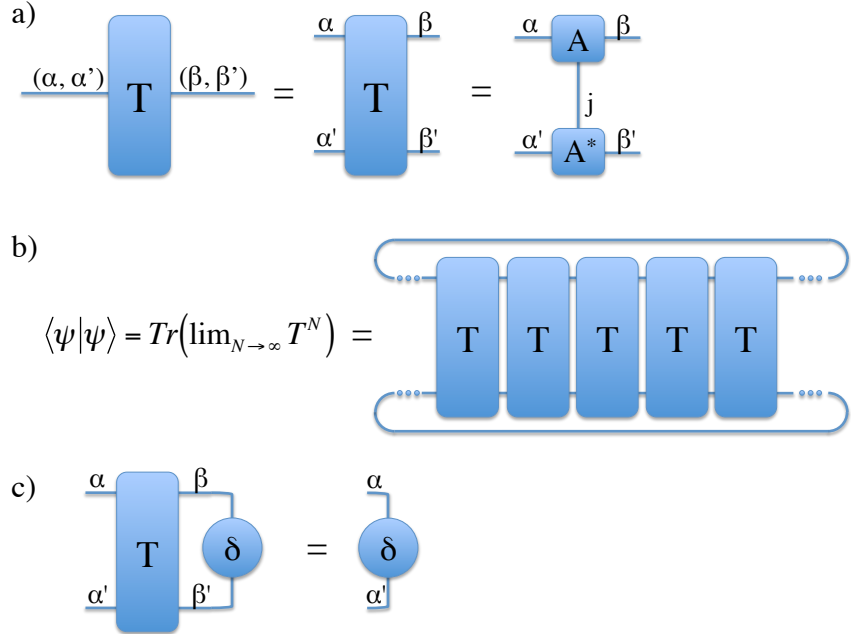 a)
α β α β
(α, α’) T (β, β’) = T = A j A*
α' β' α' β'
b)
⟨ψ|ψ⟩ = Tr(lim_{N→∞} T^N) = T T T T T
c)
α β α
T δ = δ
α' β' α'